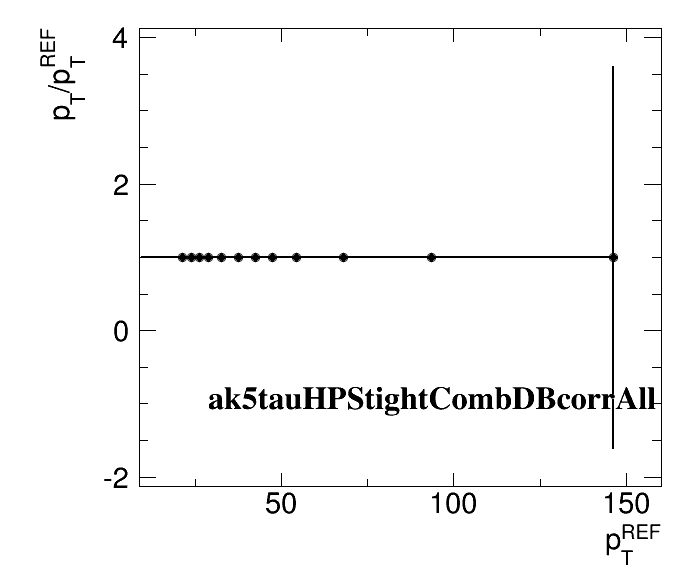 p_T/p_T^REF
4
2
0
-2
ak5tauHPStightCombDBcorrAll
50 100 150
p_T^REF